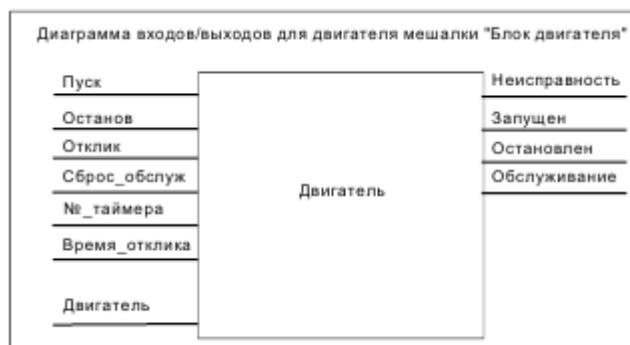 Диаграмма входов/выходов для двигателя мешалки "Блок двигателя"
Пуск
Останов
Отклик
Сброс_обслуж
№_таймера
Время_отклика
Двигатель
Двигатель
Неисправность
Запущен
Остановлен
Обслуживание